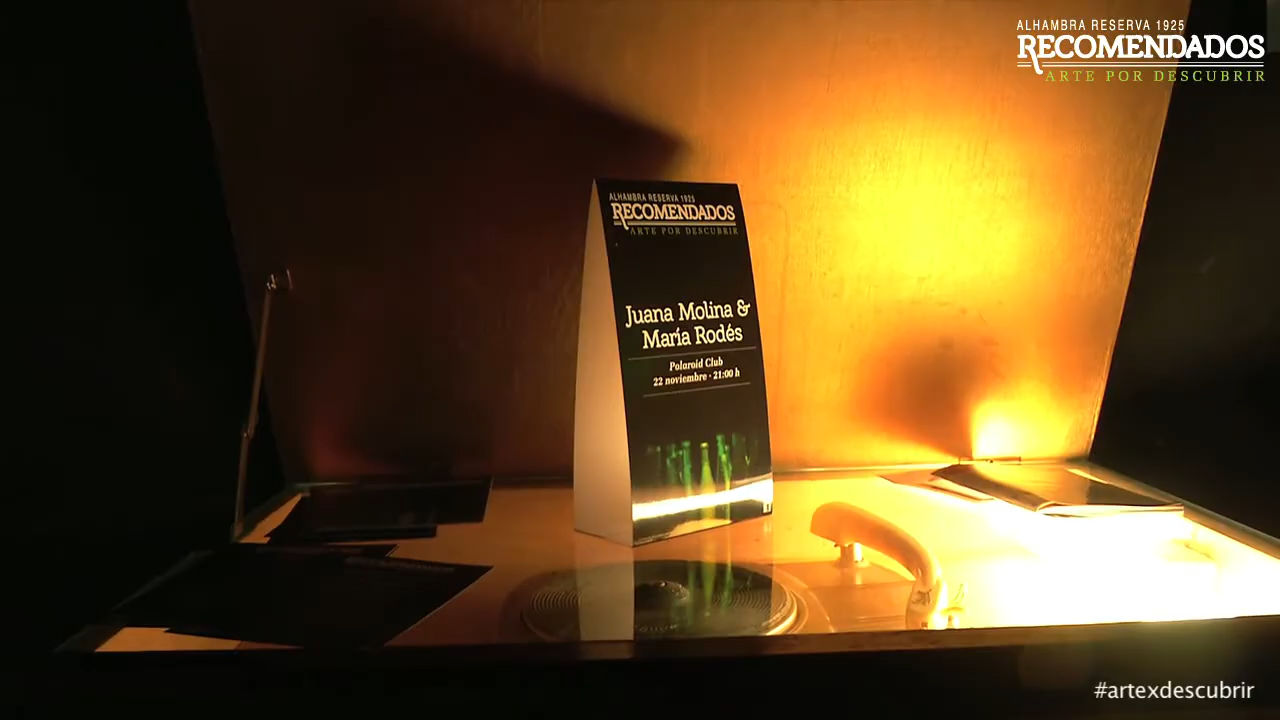 ALHAMBRA RESERVA 1925
RECOMENDADOS
ARTE POR DESCUBRIR
ALHAMBRA RESERVA 1925
RECOMENDADOS
ARTE POR DESCUBRIR
Juana Molina &
María Rodés
Polaroid Club
22 noviembre · 21:00 h
#artexdescubrir